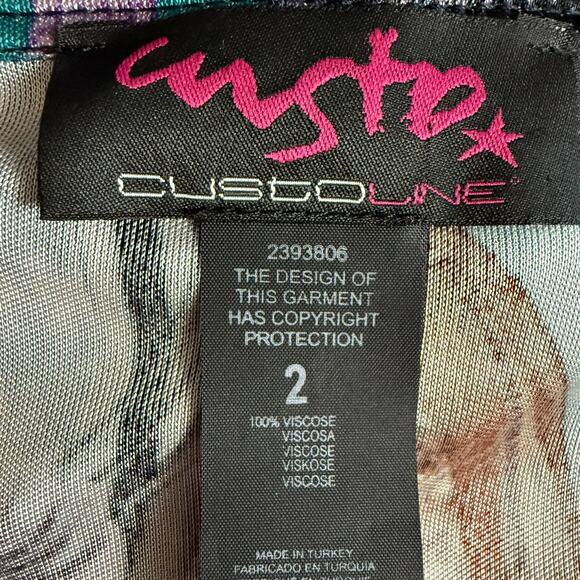 custo
CUSTOLINE
2393806
THE DESIGN OF
THIS GARMENT
HAS COPYRIGHT
PROTECTION
2
100% VISCOSE
VISCOSA
VISCOSE
VISKOSE
VISCOSE
MADE IN TURKEY
FABRICADO EN TURQUIA